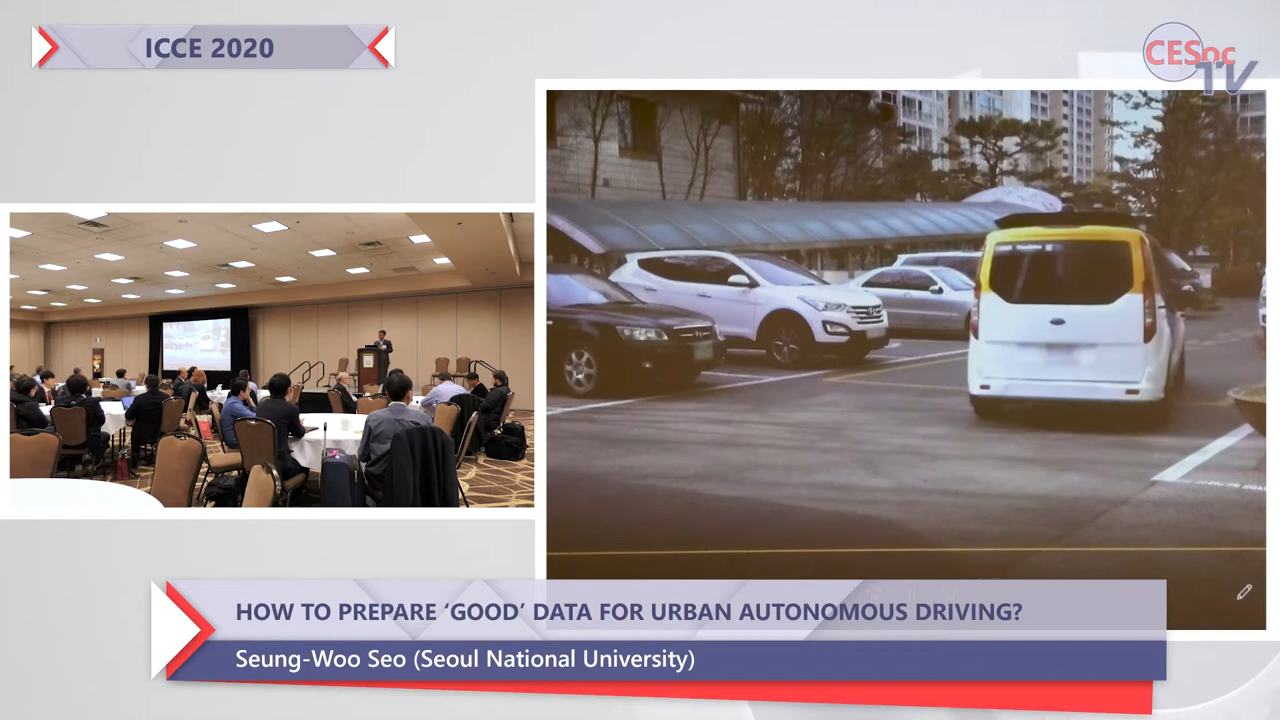 ICCE 2020
CESoc
TV
HOW TO PREPARE ‘GOOD’ DATA FOR URBAN AUTONOMOUS DRIVING?
Seung-Woo Seo (Seoul National University)